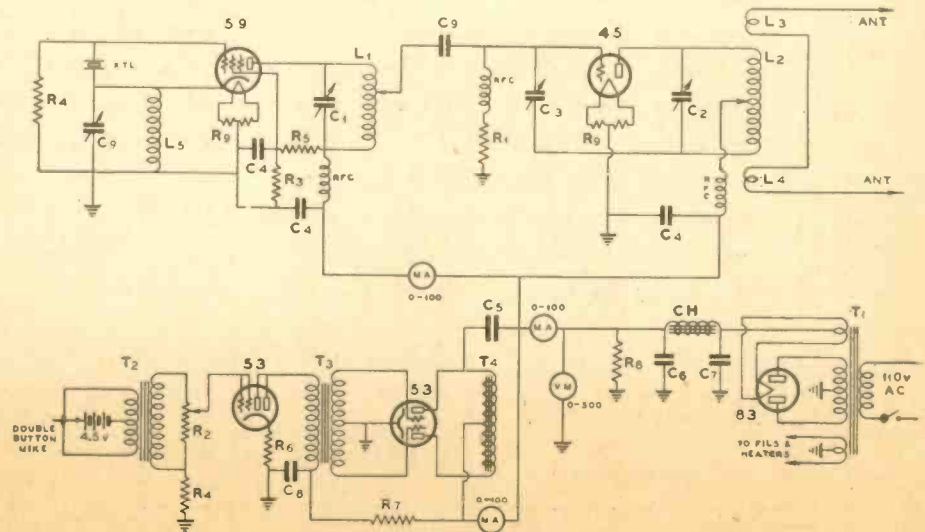 59
R4
XTL
C9
L5
R9
C4
R5
R3
C4
RFC
C1
L1
C9
RFC
R1
C3
45
R9
C2
L2
L3
ANT
L4
ANT
RFC
C4
MA
0-100
T2
DOUBLE
BUTTON
MIKE
4.5V
R2
R4
53
R6
C8
T3
53
R7
T4
C5
0-100
MA
0-100
MA
VM
0-500
R8
CH
C6
C7
83
T1
110V
AC
TO FILS &
HEATERS